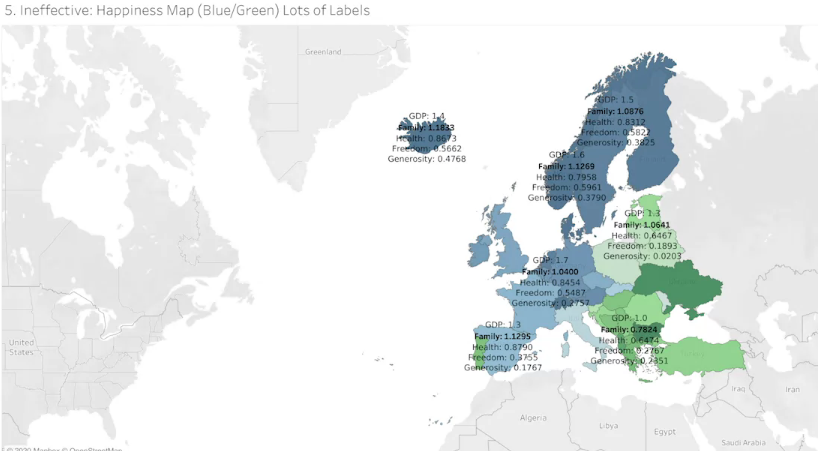 5. Ineffective: Happiness Map (Blue/Green) Lots of Labels
Greenland
GDP: 1.4
Family: 1.1833
Health: 0.8673
Freedom: 0.5662
Generosity: 0.4768
GDP: 1.5
Family: 1.0876
Health: 0.8312
Freedom: 0.5822
Generosity: 0.3825
GDP: 1.6
Family: 1.1269
Health: 0.7958
Freedom: 0.5961
Generosity: 0.3790
GDP: 1.3
Family: 1.0641
Health: 0.6467
Freedom: 0.1893
Generosity: 0.0203
GDP: 1.7
Family: 1.0400
Health: 0.8454
Freedom: 0.5487
Generosity: 0.2757
GDP: 1.3
Family: 1.1295
Health: 0.8790
Freedom: 0.3755
Generosity: 0.1767
GDP: 1.0
Family: 0.7824
Health: 0.6474
Freedom: 0.2767
Generosity: 0.2351
United
States
Algeria
Libya
Egypt
Iraq
Iran
Saudi Arabia